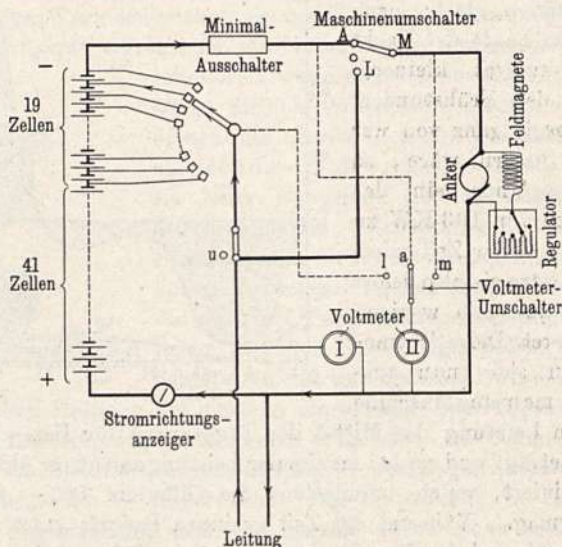 Minimal-
Ausschalter
Maschinenumschalter
A
M
L
−
19
Zellen
41
Zellen
+
Feldmagnete
Anker
Regulator
u
l
a
m
Voltmeter-
Umschalter
Voltmeter
I
II
Stromrichtungs-
anzeiger
Leitung